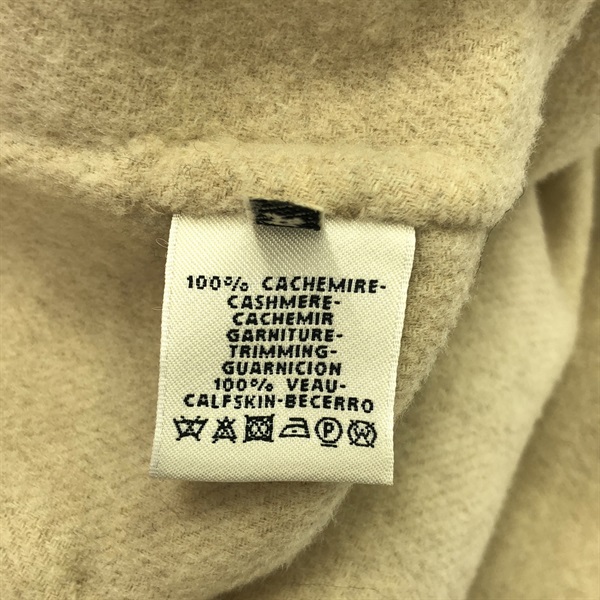 100% CACHEMIRE-
CASHMERE-
CACHEMIR
GARNITURE-
TRIMMING-
GUARNICION
100% VEAU-
CALFSKIN-BECERRO
P W